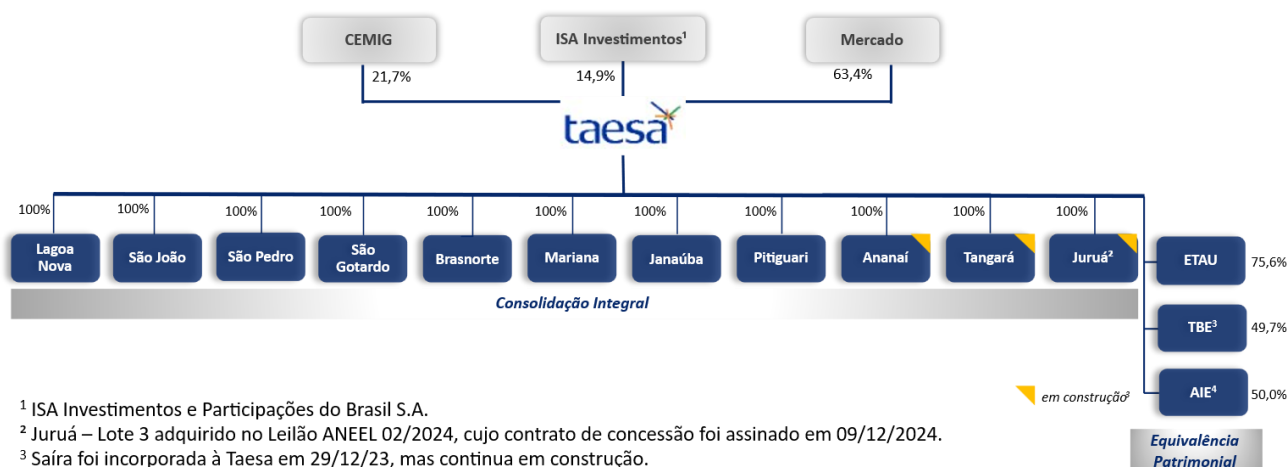 CEMIG
ISA Investimentos¹
Mercado
21,7%
14,9%
63,4%
taesa
100% 100% 100% 100% 100% 100% 100% 100% 100% 100% 100%
Lagoa Nova
São João
São Pedro
São Gotardo
Brasnorte
Mariana
Janaúba
Pitiguari
Ananaí
Tangará
Juruá²
ETAU 75,6%
Consolidação Integral
TBE³ 49,7%
AIE⁴ 50,0%
em construção³
¹ ISA Investimentos e Participações do Brasil S.A.
² Juruá – Lote 3 adquirido no Leilão ANEEL 02/2024, cujo contrato de concessão foi assinado em 09/12/2024.
³ Saíra foi incorporada à Taesa em 29/12/23, mas continua em construção.
Equivalência
Patrimonial